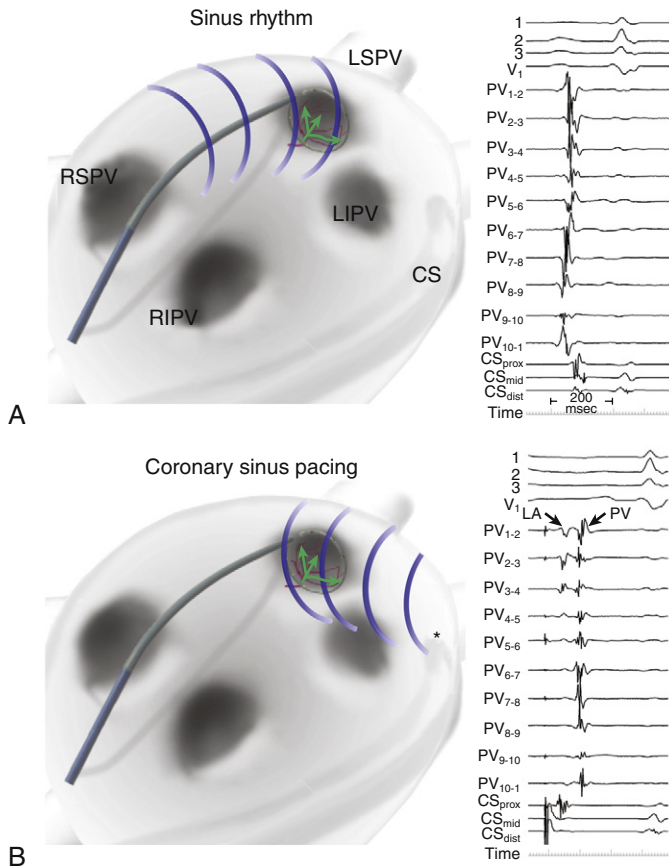 Sinus rhythm
LSPV
RSPV
LIPV
CS
RIPV
A
1
2
3
V1
PV1-2
PV2-3
PV3-4
PV4-5
PV5-6
PV6-7
PV7-8
PV8-9
PV9-10
PV10-1
CSprox
CSmid
CSdist
200
msec
Time
Coronary sinus pacing
*
B
1
2
3
V1
LA
PV
PV1-2
PV2-3
PV3-4
PV4-5
PV5-6
PV6-7
PV7-8
PV8-9
PV9-10
PV10-1
CSprox
CSmid
CSdist
Time